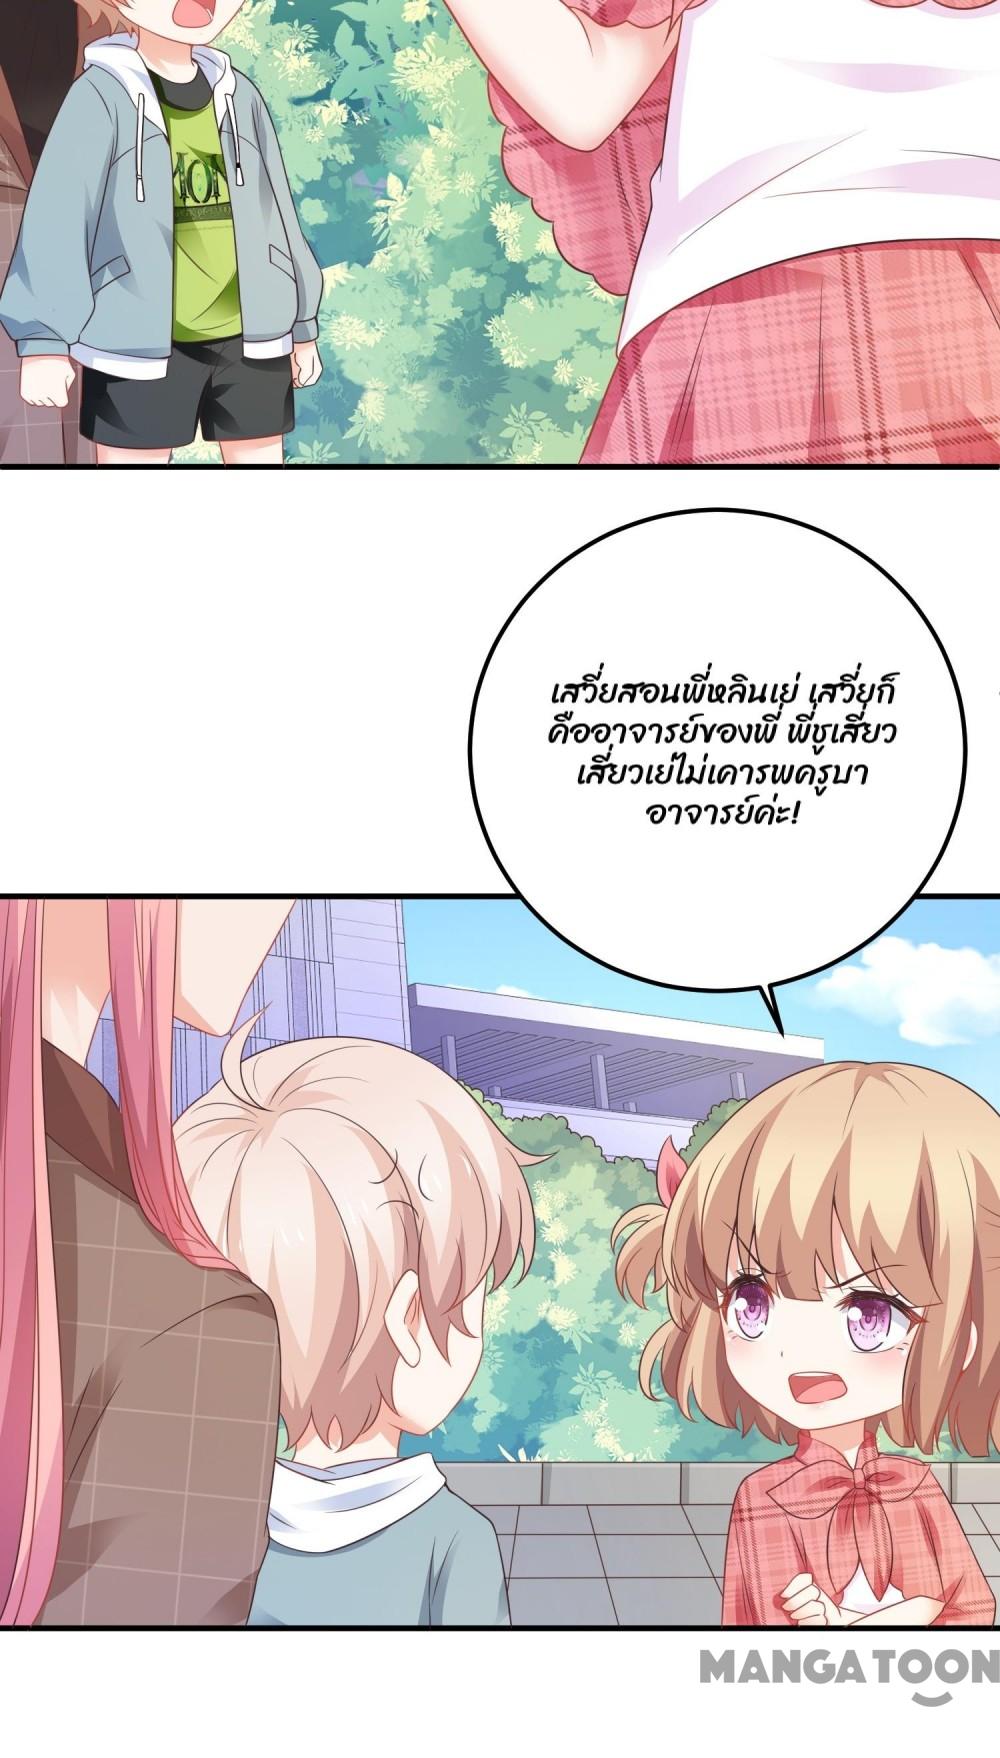 MON
เสวี่ยสอนพี่หลินเย่ เสวี่ยก็
คืออาจารย์ของพี่ พี่ชูเสี่ยว
เสี่ยวเย่ไม่เคารพครูบา
อาจารย์ค่ะ!
MANGATOON